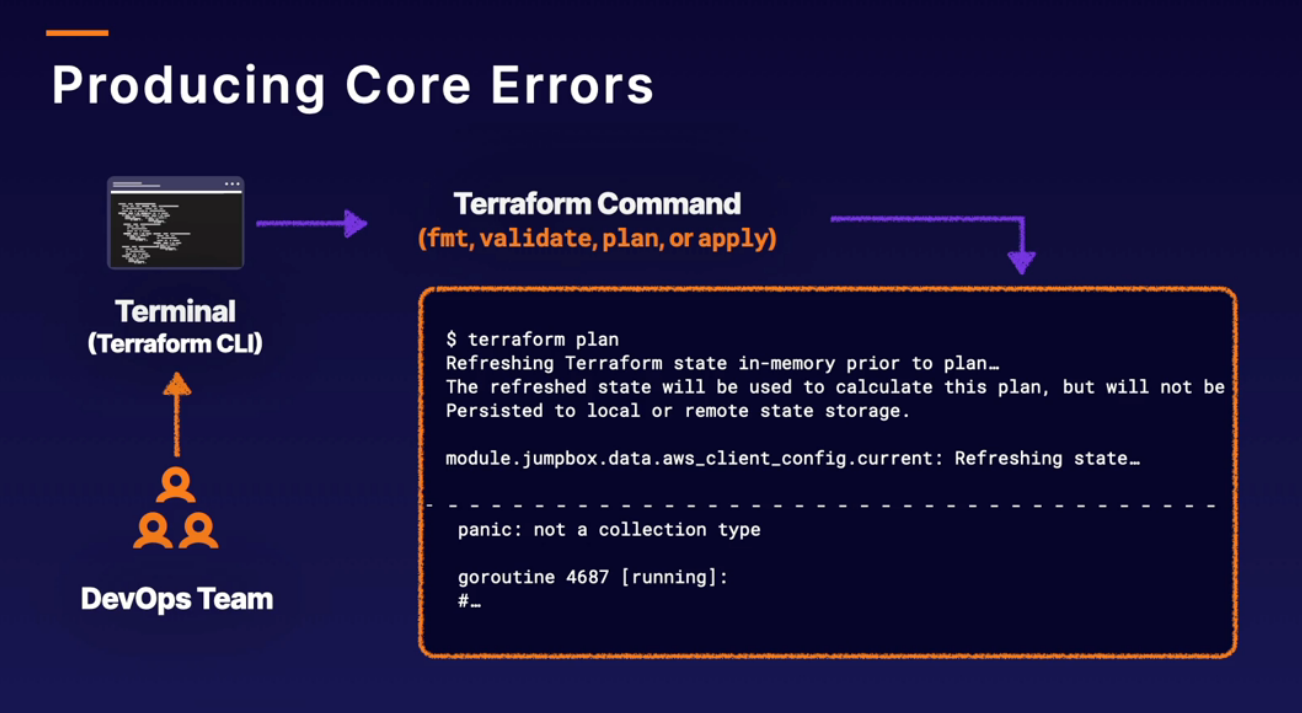 Producing Core Errors
Terminal
(Terraform CLI)
DevOps Team
Terraform Command
(fmt, validate, plan, or apply)
$ terraform plan
Refreshing Terraform state in-memory prior to plan…
The refreshed state will be used to calculate this plan, but will not be
Persisted to local or remote state storage.
module.jumpbox.data.aws_client_config.current: Refreshing state…
- - - - - - - - - - - - - - - - - - - - - - - - - - - - - - - - - - - -
panic: not a collection type
goroutine 4687 [running]:
#…